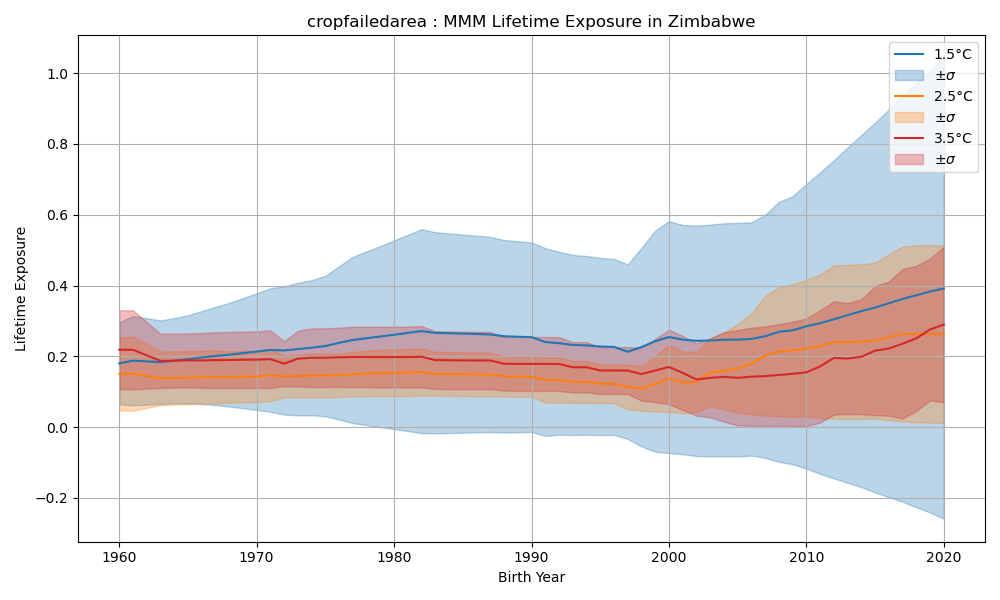 cropfailedarea : MMM Lifetime Exposure in Zimbabwe
Lifetime Exposure
1.0
0.8
0.6
0.4
0.2
0.0
−0.2
1.5°C
±σ
2.5°C
±σ
3.5°C
±σ
1960
1970
1980
1990
2000
2010
2020
Birth Year